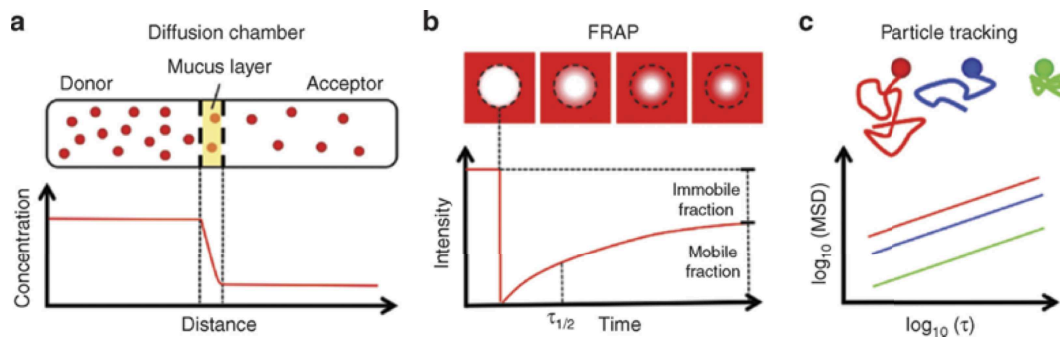 a
Diffusion chamber
Mucus layer
Donor
Acceptor
Concentration
Distance
b
FRAP
Intensity
Immobile
fraction
Mobile
fraction
τ1/2
Time
c
Particle tracking
log10 (MSD)
log10 (τ)